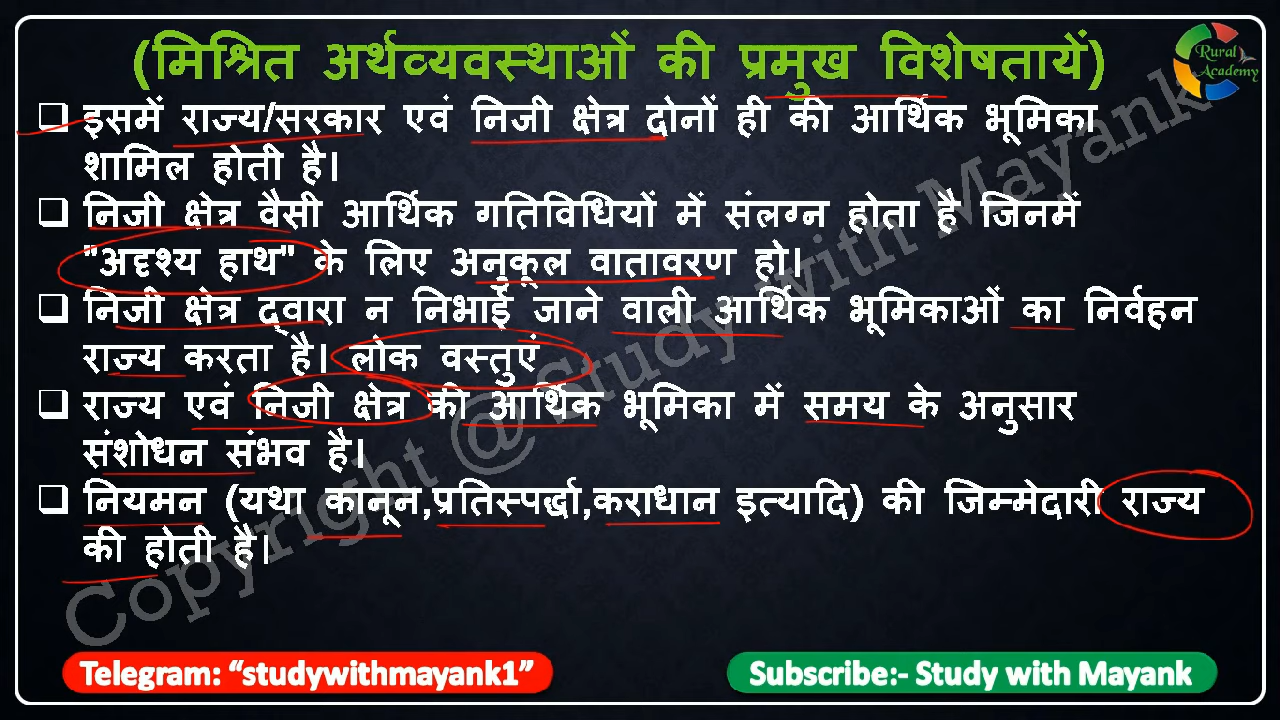 (मिश्रित अर्थव्यवस्थाओं की प्रमुख विशेषतायें)
Rural
Academy
❑ इसमें राज्य/सरकार एवं निजी क्षेत्र दोनों ही की आर्थिक भूमिका
शामिल होती है।
❑ निजी क्षेत्र वैसी आर्थिक गतिविधियों में संलग्न होता है जिनमें
"अदृश्य हाथ" के लिए अनुकूल वातावरण हो।
❑ निजी क्षेत्र द्वारा न निभाई जाने वाली आर्थिक भूमिकाओं का निर्वहन
राज्य करता है। लोक वस्तुएं
❑ राज्य एवं निजी क्षेत्र की आर्थिक भूमिका में समय के अनुसार
संशोधन संभव है।
❑ नियमन (यथा कानून,प्रतिस्पर्द्धा,कराधान इत्यादि) की जिम्मेदारी राज्य
की होती है।
Copyright @ Study with Mayank
Telegram: “studywithmayank1”
Subscribe:- Study with Mayank